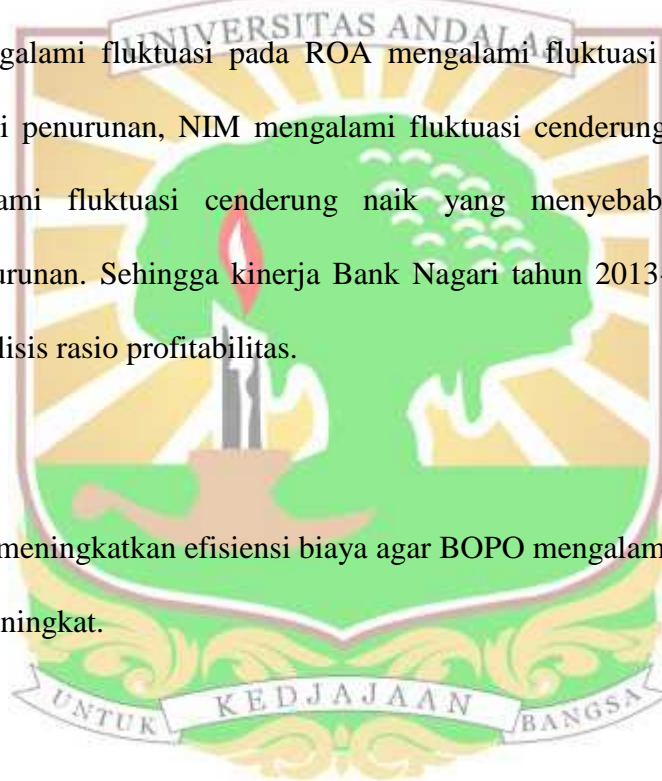 UNIVERSITAS ANDALAS
galami fluktuasi pada ROA mengalami fluktuasi
i penurunan, NIM mengalami fluktuasi cenderung
ami fluktuasi cenderung naik yang menyebab
urunan. Sehingga kinerja Bank Nagari tahun 2013-
lisis rasio profitabilitas.
meningkatkan efisiensi biaya agar BOPO mengalam
ningkat.
UNTUK KEDJAJAAN BANGSA